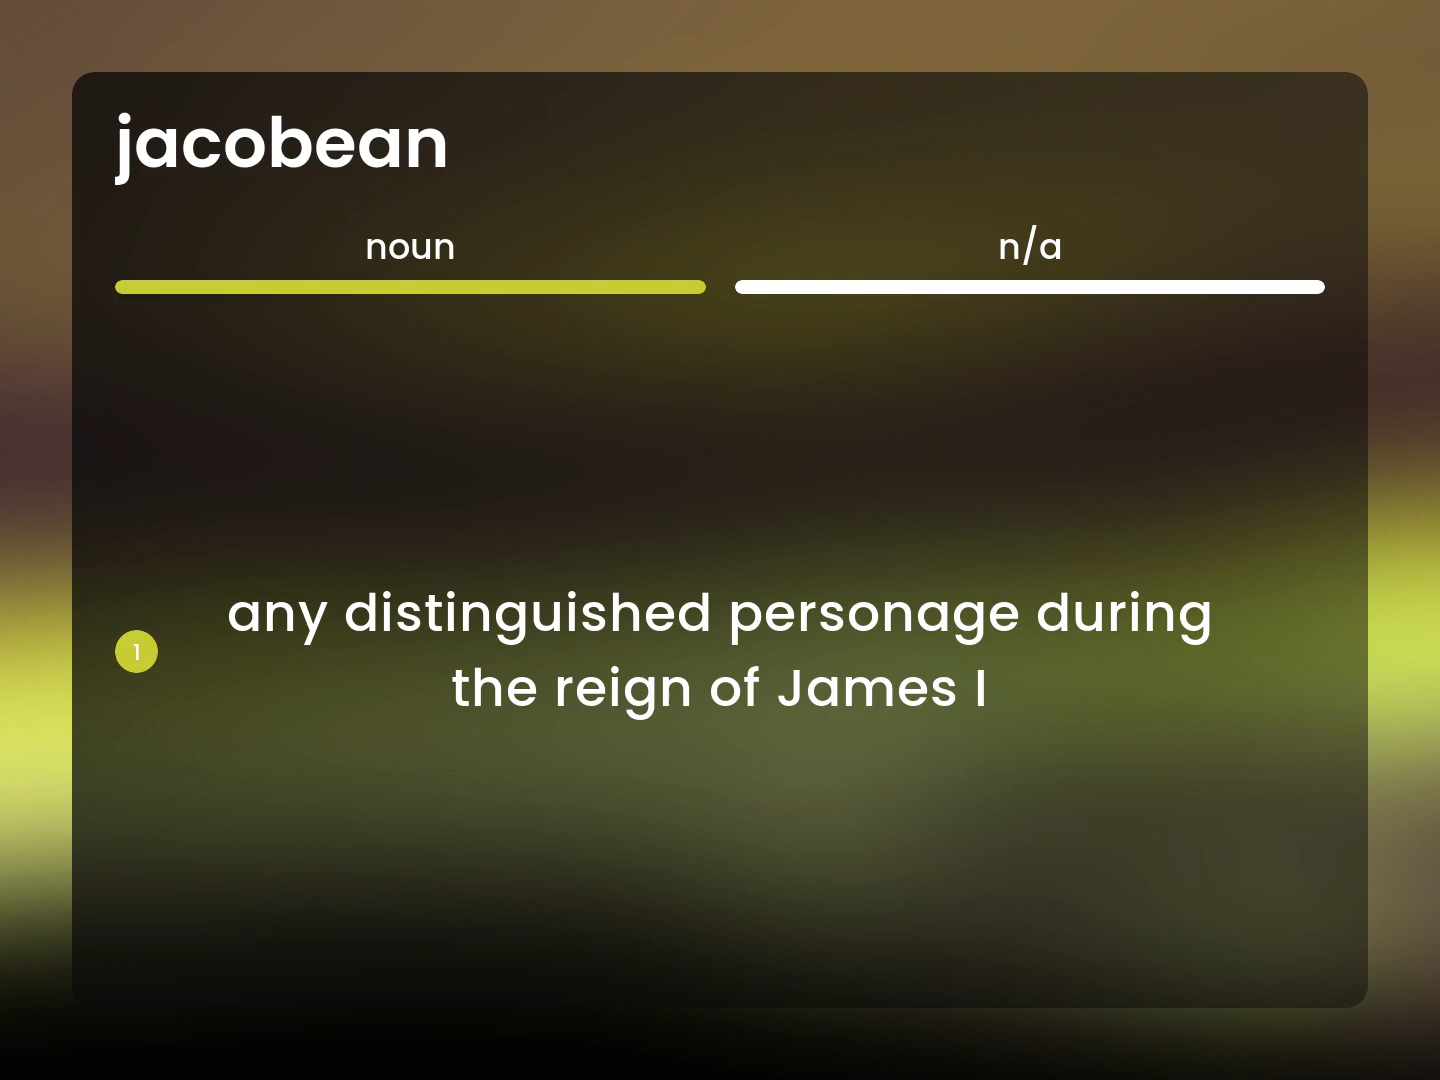 jacobean
noun
n/a
1
any distinguished personage during
the reign of James I